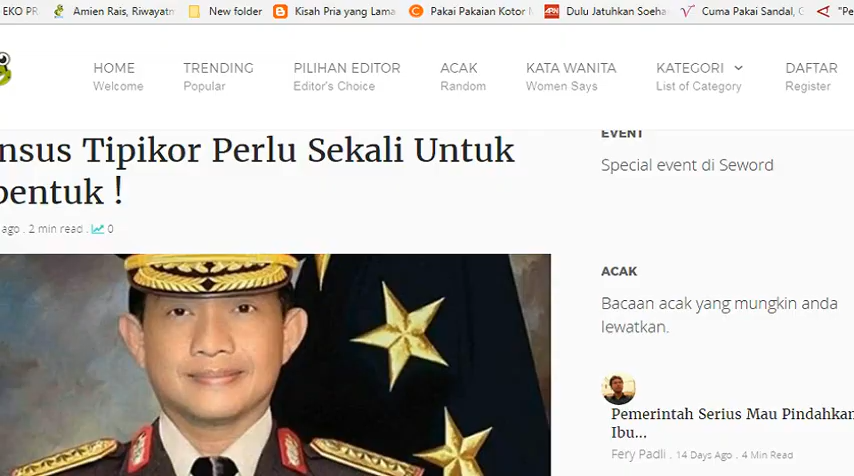 EKO PR
Amien Rais, Riwayatm
New folder
Kisah Pria yang Lama
Pakai Pakaian Kotor M
Dulu Jatuhkan Soeha
Cuma Pakai Sandal, G
"Pe
HOME
Welcome
TRENDING
Popular
PILIHAN EDITOR
Editor's Choice
ACAK
Random
KATA WANITA
Women Says
KATEGORI
List of Category
DAFTAR
Register
nsus Tipikor Perlu Sekali Untuk
bentuk !
ago . 2 min read . 0
EVENT
Special event di Seword
ACAK
Bacaan acak yang mungkin anda
lewatkan.
Pemerintah Serius Mau Pindahkan
Ibu...
Fery Padli . 14 Days Ago . 4 Min Read